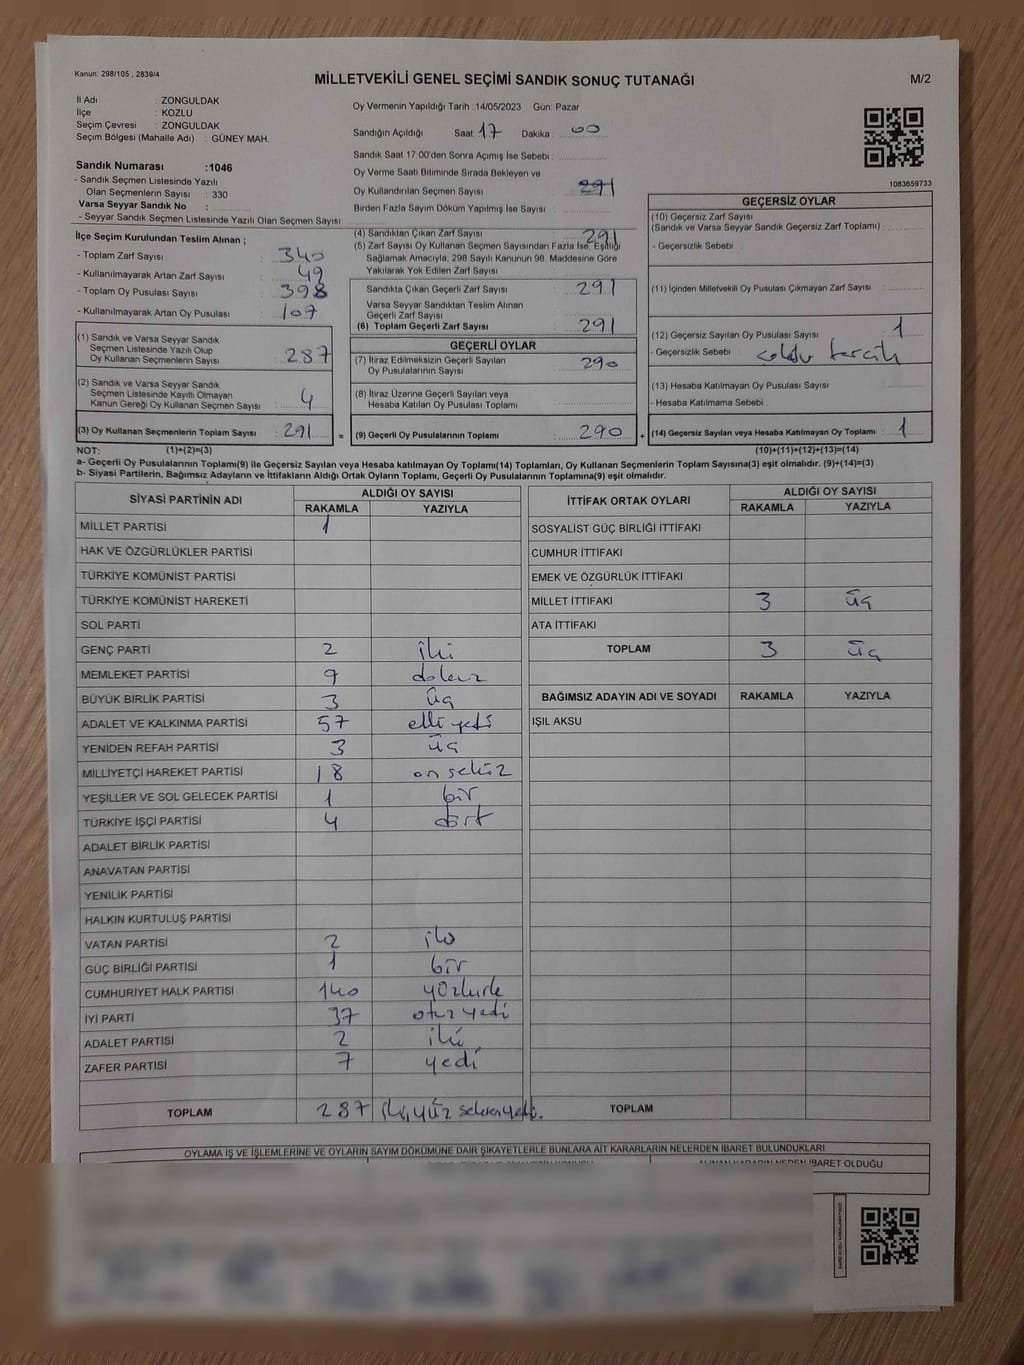 Kanun: 298/105 , 2839/4
MİLLETVEKİLİ GENEL SEÇİMİ SANDIK SONUÇ TUTANAĞI
M/2
İl Adı : ZONGULDAK
İlçe : KOZLU
Seçim Çevresi : ZONGULDAK
Seçim Bölgesi (Mahalle Adı) : GÜNEY MAH.
Sandık Numarası :1046
- Sandık Seçmen Listesinde Yazılı
Olan Seçmenlerin Sayısı : 330
Varsa Seyyar Sandık No :
- Seyyar Sandık Seçmen Listesinde Yazılı Olan Seçmen Sayısı:
Oy Vermenin Yapıldığı Tarih :14/05/2023 Gün: Pazar
Sandığın Açıldığı Saat: 17 Dakika : 00
Sandık Saat 17:00'den Sonra Açımış İse Sebebi :
Oy Verme Saati Bitiminde Sırada Bekleyen ve
Oy Kullandırılan Seçmen Sayısı : 291
Birden Fazla Sayım Döküm Yapılmış İse Sayısı :
1083659733
İlçe Seçim Kurulundan Teslim Alınan ;
- Toplam Zarf Sayısı : 340
- Kullanılmayarak Artan Zarf Sayısı : 49
- Toplam Oy Pusulası Sayısı : 398
- Kullanılmayarak Artan Oy Pusulası : 107
(1) Sandık ve Varsa Seyyar Sandık
Seçmen Listesinde Yazılı Olup
Oy Kullanan Seçmenlerin Sayısı : 287
(2) Sandık ve Varsa Seyyar Sandık
Seçmen Listesinde Kayıtlı Olmayan
Kanun Gereği Oy Kullanan Seçmen Sayısı : 4
(3) Oy Kullanan Seçmenlerin Toplam Sayısı : 291
(4) Sandıktan Çıkan Zarf Sayısı : 291
(5) Zarf Sayısı Oy Kullanan Seçmen Sayısından Fazla İse, Eşitliği
Sağlamak Amacıyla, 298 Sayılı Kanunun 98. Maddesine Göre
Yakılarak Yok Edilen Zarf Sayısı :
Sandıkta Çıkan Geçerli Zarf Sayısı : 291
Varsa Seyyar Sandıktan Teslim Alınan
Geçerli Zarf Sayısı :
(6) Toplam Geçerli Zarf Sayısı : 291
GEÇERLİ OYLAR
(7) İtiraz Edilmeksizin Geçerli Sayılan
Oy Pusulalarının Sayısı : 290
(8) İtiraz Üzerine Geçerli Sayılan veya
Hesaba Katılan Oy Pusulası Toplamı :
= (9) Geçerli Oy Pusulalarının Toplamı : 290
GEÇERSİZ OYLAR
(10) Geçersiz Zarf Sayısı
(Sandık ve Varsa Seyyar Sandık Geçersiz Zarf Toplamı) :
- Geçersizlik Sebebi :
(11) İçinden Milletvekili Oy Pusulası Çıkmayan Zarf Sayısı :
(12) Geçersiz Sayılan Oy Pusulası Sayısı : 1
- Geçersizlik Sebebi : tercih
(13) Hesaba Katılmayan Oy Pusulası Sayısı :
- Hesaba Katılmama Sebebi :
+ (14) Geçersiz Sayılan veya Hesaba Katılmayan Oy Toplamı : 1
NOT: (1)+(2)=(3) (10)+(11)+(12)+(13)=(14)
a- Geçerli Oy Pusulalarının Toplamı(9) ile Geçersiz Sayılan veya Hesaba katılmayan Oy Toplamı(14) Toplamları, Oy Kullanan Seçmenlerin Toplam Sayısına(3) eşit olmalıdır. (9)+(14)=(3)
b- Siyasi Partilerin, Bağımsız Adayların ve İttifakların Aldığı Ortak Oyların Toplamı, Geçerli Oy Pusulalarının Toplamına(9) eşit olmalıdır.
SİYASİ PARTİNİN ADI ALDIĞI OY SAYISI
RAKAMLA YAZIYLA
MİLLET PARTİSİ 1
HAK VE ÖZGÜRLÜKLER PARTİSİ
TÜRKİYE KOMÜNİST PARTİSİ
TÜRKİYE KOMÜNİST HAREKETİ
SOL PARTİ
GENÇ PARTİ 2 iki
MEMLEKET PARTİSİ 9 dokuz
BÜYÜK BİRLİK PARTİSİ 3 üç
ADALET VE KALKINMA PARTİSİ 57 elli yedi
YENİDEN REFAH PARTİSİ 3 üç
MİLLİYETÇİ HAREKET PARTİSİ 18 on sekiz
YEŞİLLER VE SOL GELECEK PARTİSİ 1 bir
TÜRKİYE İŞÇİ PARTİSİ 4 dört
ADALET BİRLİK PARTİSİ
ANAVATAN PARTİSİ
YENİLİK PARTİSİ
HALKIN KURTULUŞ PARTİSİ
VATAN PARTİSİ 2 iki
GÜÇ BİRLİĞİ PARTİSİ 1 bir
CUMHURİYET HALK PARTİSİ 140 yüzkırk
İYİ PARTİ 37 otuz yedi
ADALET PARTİSİ 2 iki
ZAFER PARTİSİ 7 yedi
TOPLAM 287 iki yüz seksen yedi.
İTTİFAK ORTAK OYLARI ALDIĞI OY SAYISI
RAKAMLA YAZIYLA
SOSYALİST GÜÇ BİRLİĞİ İTTİFAKI
CUMHUR İTTİFAKI
EMEK VE ÖZGÜRLÜK İTTİFAKI
MİLLET İTTİFAKI 3 üç
ATA İTTİFAKI
TOPLAM 3 üç
BAĞIMSIZ ADAYIN ADI VE SOYADI RAKAMLA YAZIYLA
IŞIL AKSU
TOPLAM
OYLAMA İŞ VE İŞLEMLERİNE VE OYLARIN SAYIM DÖKÜMÜNE DAİR ŞİKAYETLERLE BUNLARA AİT KARARLARIN NELERDEN İBARET BULUNDUKLARI
ALINAN KARARIN NEDEN İBARET OLDUĞU